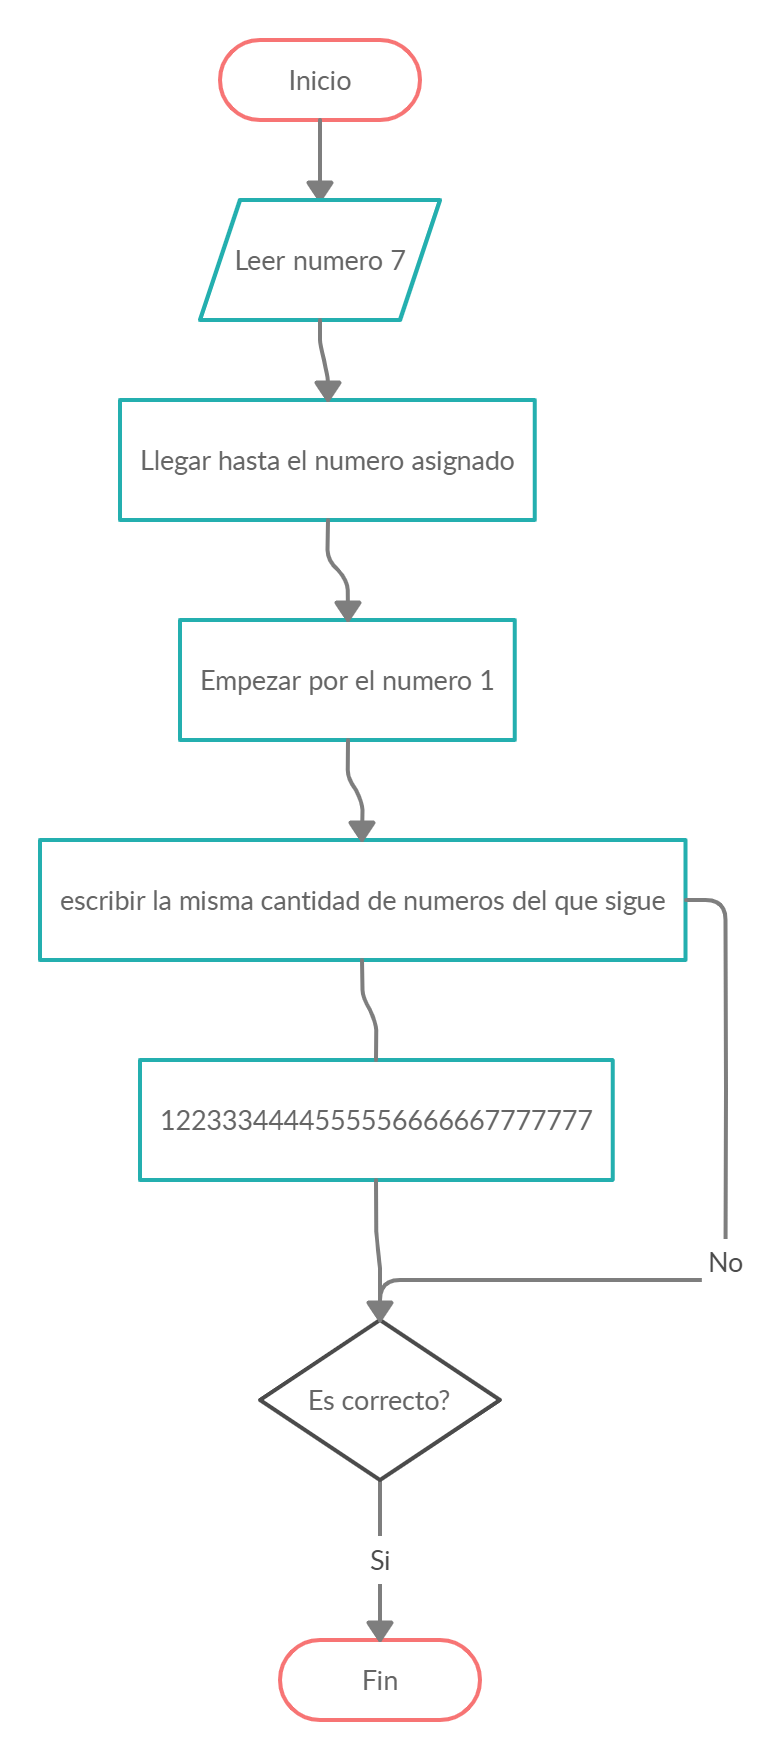 Inicio
Leer numero 7
Llegar hasta el numero asignado
Empezar por el numero 1
escribir la misma cantidad de numeros del que sigue
1223334444555556666667777777
No
Es correcto?
Si
Fin